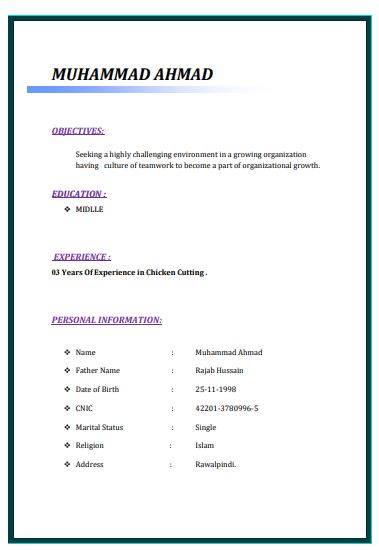 MUHAMMAD AHMAD
OBJECTIVES:
Seeking a highly challenging environment in a growing organization
having culture of teamwork to become a part of organizational growth.
EDUCATION :
❖ MIDLLE
EXPERIENCE :
03 Years Of Experience in Chicken Cutting .
PERSONAL INFORMATION:
❖ Name : Muhammad Ahmad
❖ Father Name : Rajab Hussain
❖ Date of Birth : 25-11-1998
❖ CNIC : 42201-3780996-5
❖ Marital Status : Single
❖ Religion : Islam
❖ Address : Rawalpindi.